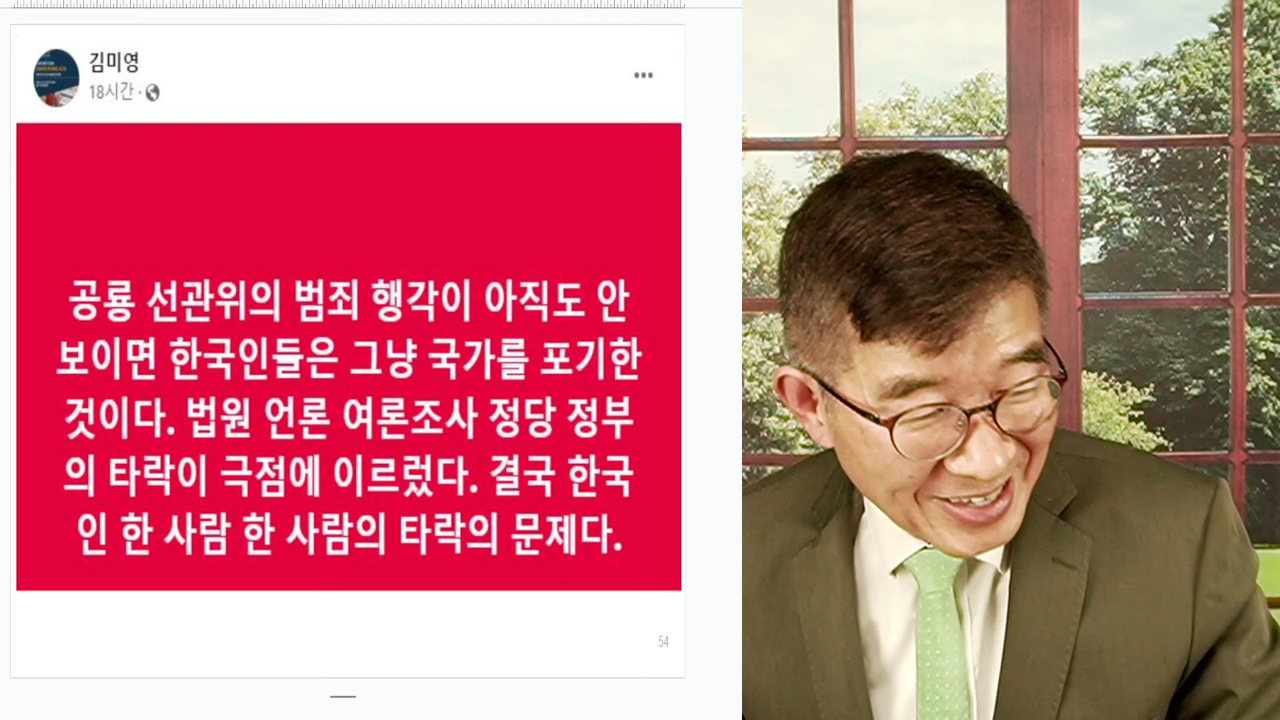 김미영
18시간 ·
공룡 선관위의 범죄 행각이 아직도 안
보이면 한국인들은 그냥 국가를 포기한
것이다. 법원 언론 여론조사 정당 정부
의 타락이 극점에 이르렀다. 결국 한국
인 한 사람 한 사람의 타락의 문제다.
54